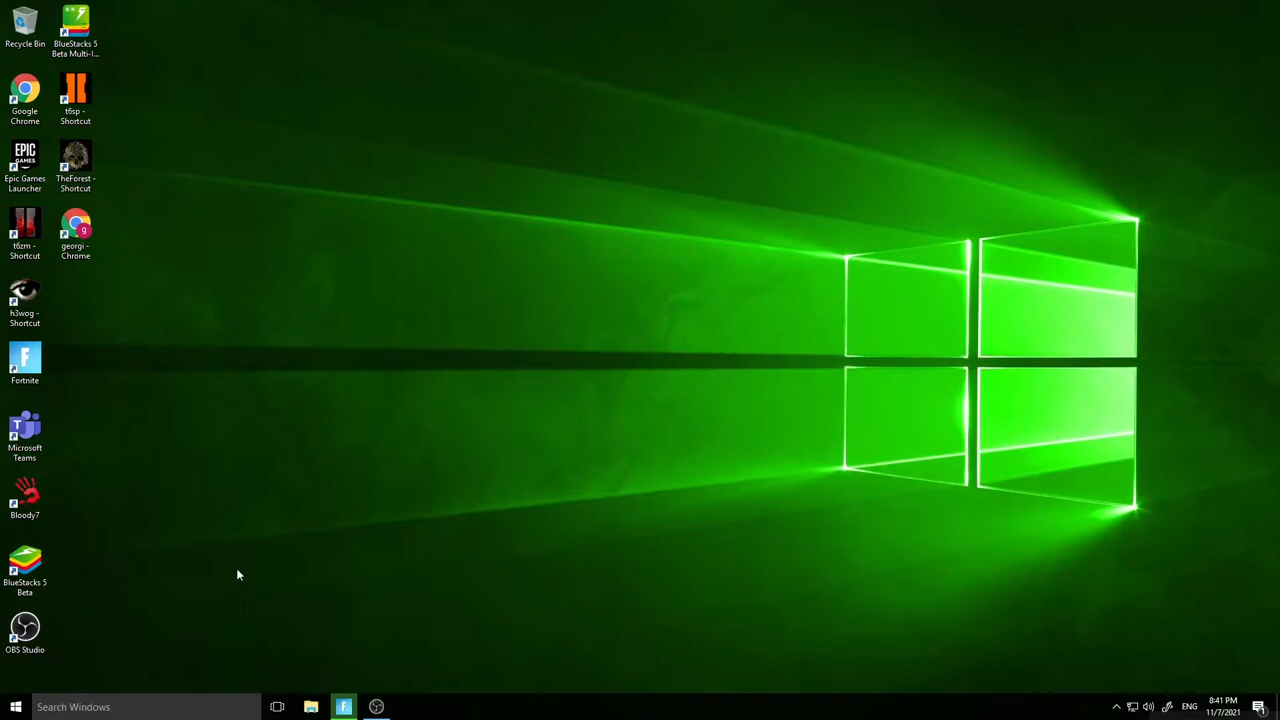 Recycle Bin
BlueStacks 5
Beta Multi-I...
Google
Chrome
t6sp -
Shortcut
EPIC
GAMES
Epic Games
Launcher
TheForest -
Shortcut
t6zm -
Shortcut
g
georgi -
Chrome
h3wog -
Shortcut
F
Fortnite
T
Microsoft
Teams
Bloody7
BlueStacks 5
Beta
OBS Studio
Search Windows
F
ENG
8:41 PM
11/7/2021
1